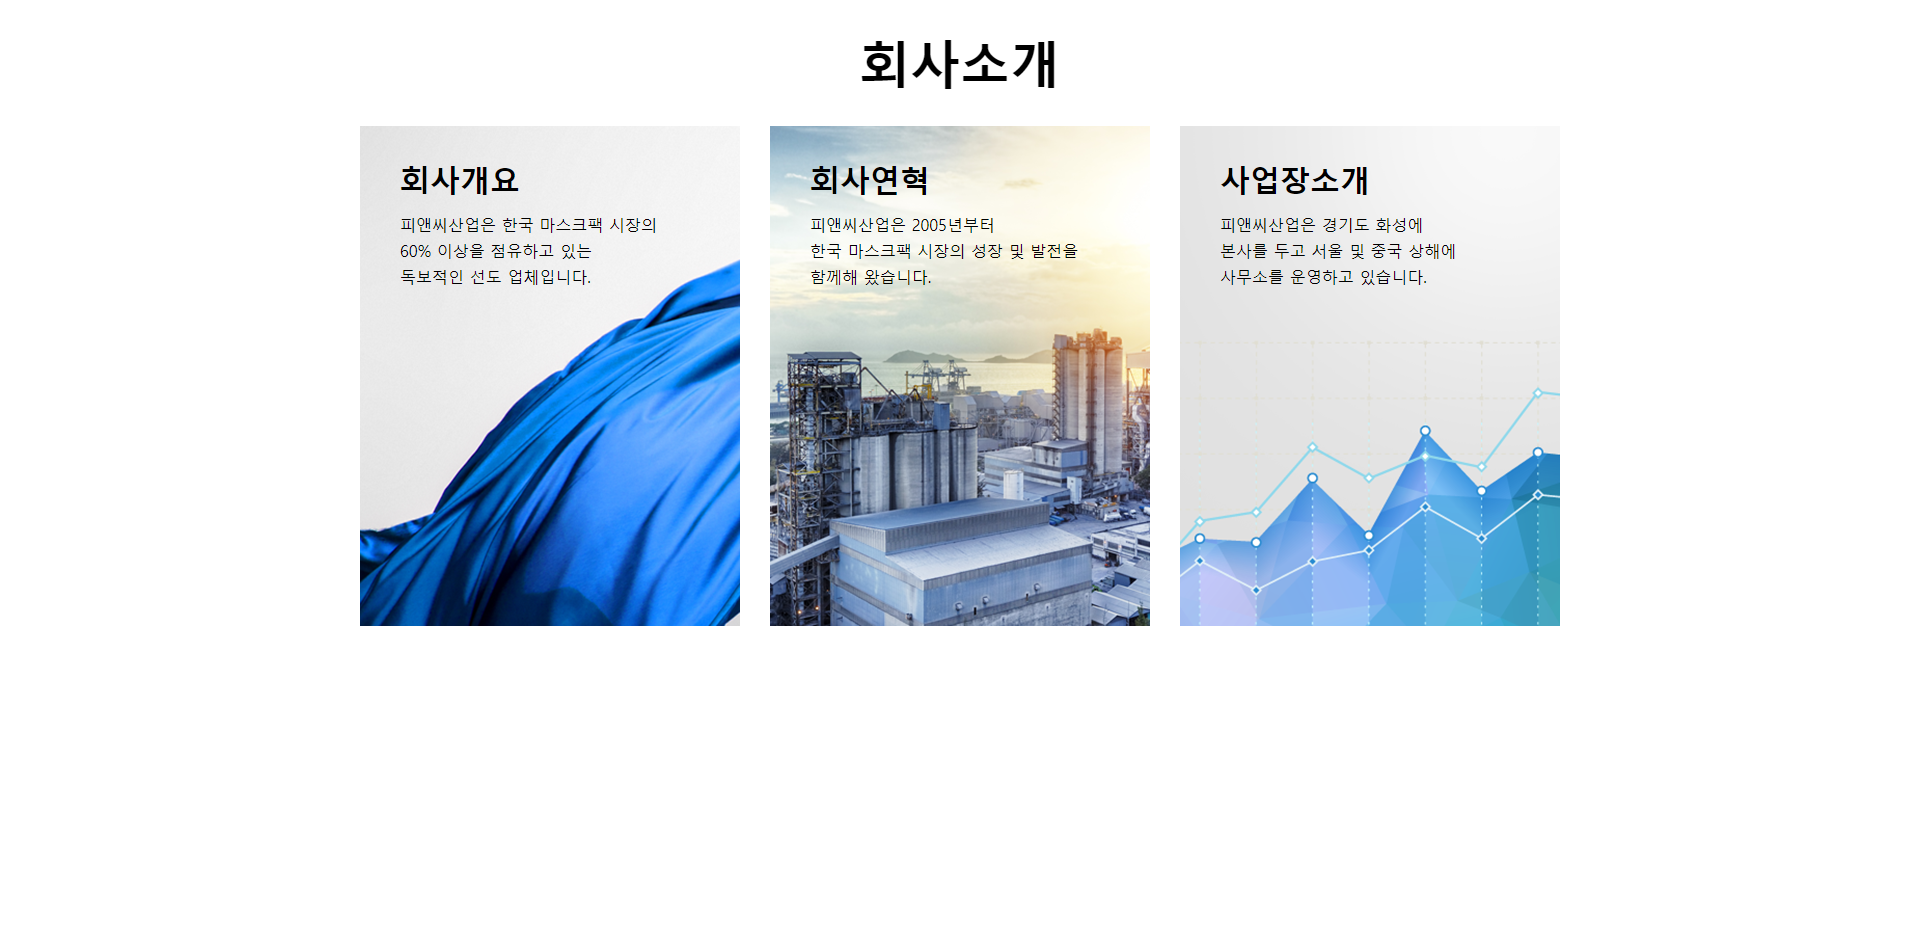 회사소개
회사개요
피앤씨산업은 한국 마스크팩 시장의
60% 이상을 점유하고 있는
독보적인 선도 업체입니다.
회사연혁
피앤씨산업은 2005년부터
한국 마스크팩 시장의 성장 및 발전을
함께해 왔습니다.
사업장소개
피앤씨산업은 경기도 화성에
본사를 두고 서울 및 중국 상해에
사무소를 운영하고 있습니다.